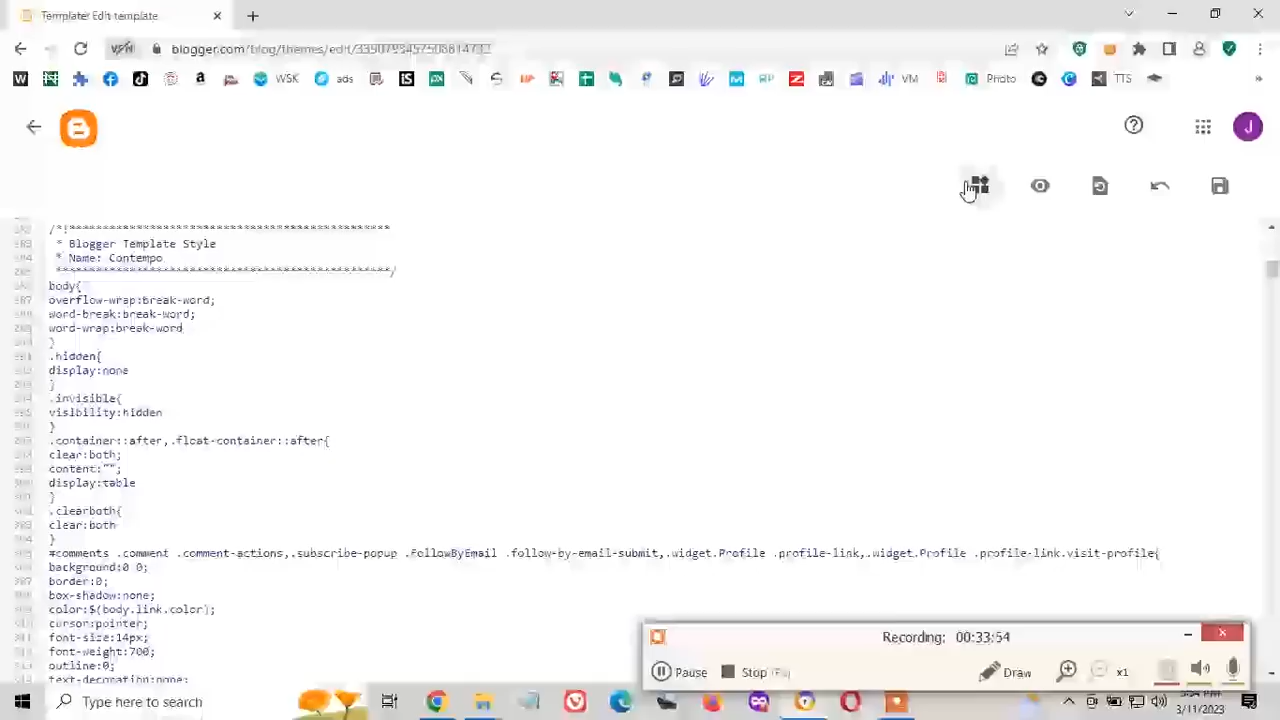 Template Edit template
blogger.com/blog/themes/edit/
WSK
ads
VM
Photo
TTS
J
/*!************************************************
* Blogger Template Style
* Name: Contempo
**************************************************/
body{
overflow-wrap:break-word;
word-break:break-word;
word-wrap:break-word
}
.hidden{
display:none
}
.invisible{
visibility:hidden
}
.container::after,.float-container::after{
clear:both;
content:"";
display:table
}
.clearboth{
clear:both
}
#comments .comment .comment-actions,.subscribe-popup .FollowByEmail .follow-by-email-submit,.widget.Profile .profile-link,.widget.Profile .profile-link.visit-profile{
background:0 0;
border:0;
box-shadow:none;
color:$(body.link.color);
cursor:pointer;
font-size:14px;
font-weight:700;
outline:0;
text-decoration:none;
Recording: 00:33:54
Pause
Stop
Draw
x1
Type here to search
3/11/2023